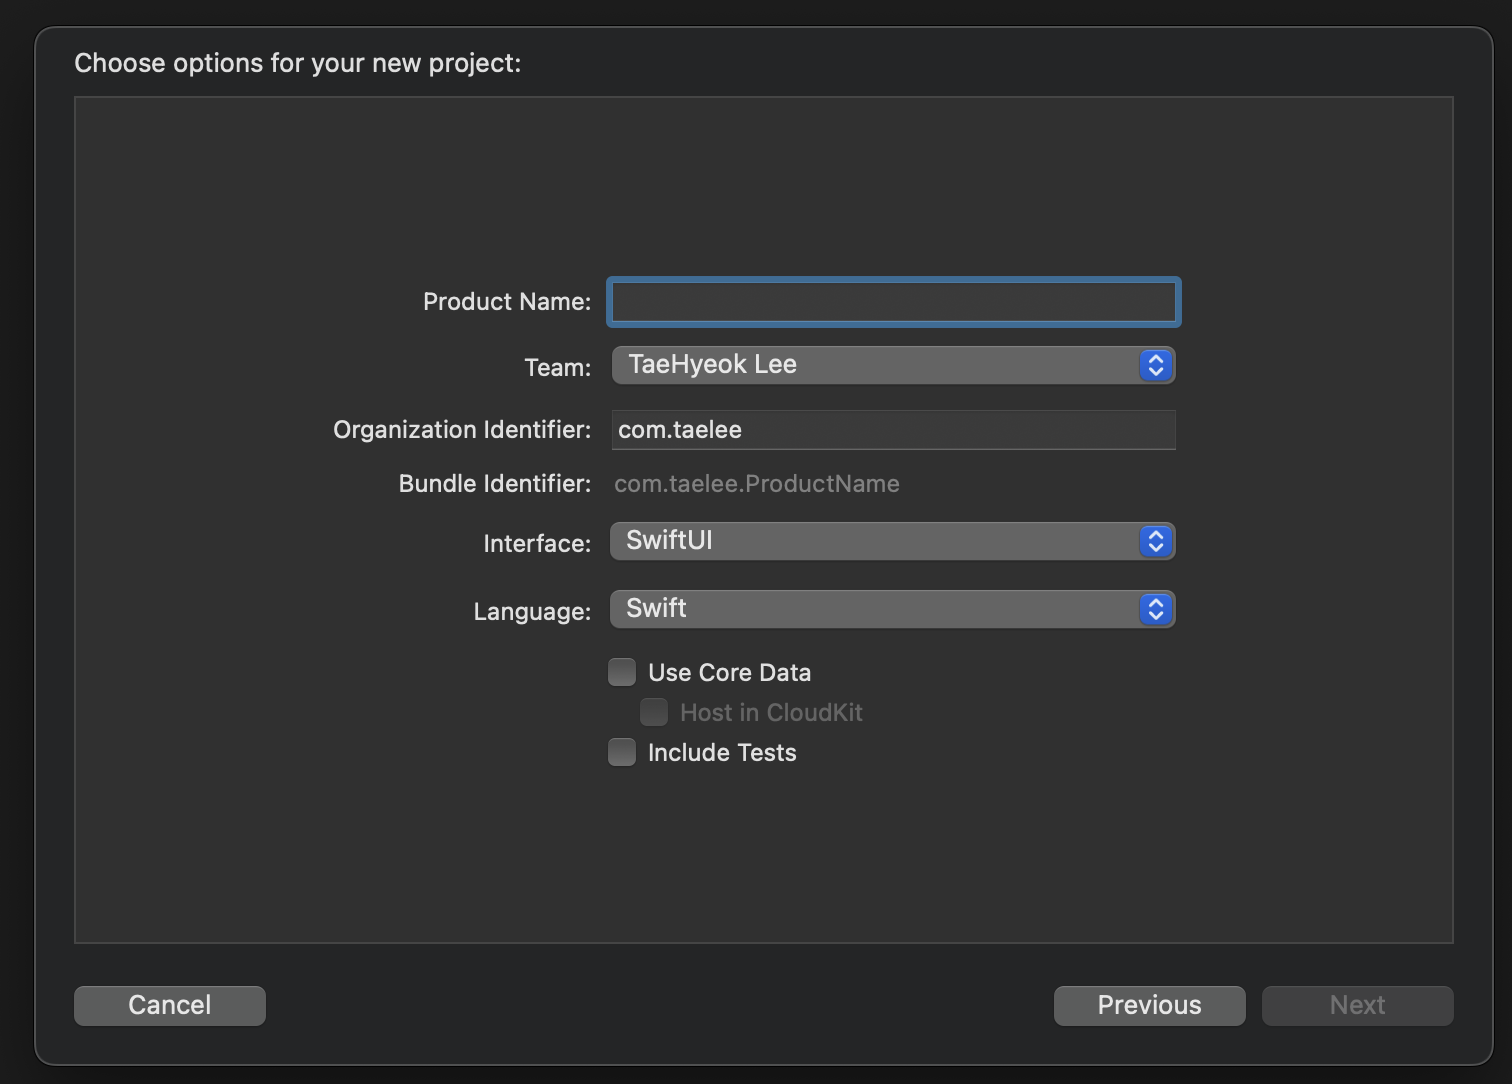 Choose options for your new project:
Product Name:
Team: TaeHyeok Lee
Organization Identifier: com.taelee
Bundle Identifier: com.taelee.ProductName
Interface: SwiftUI
Language: Swift
Use Core Data
Host in CloudKit
Include Tests
Cancel Previous Next